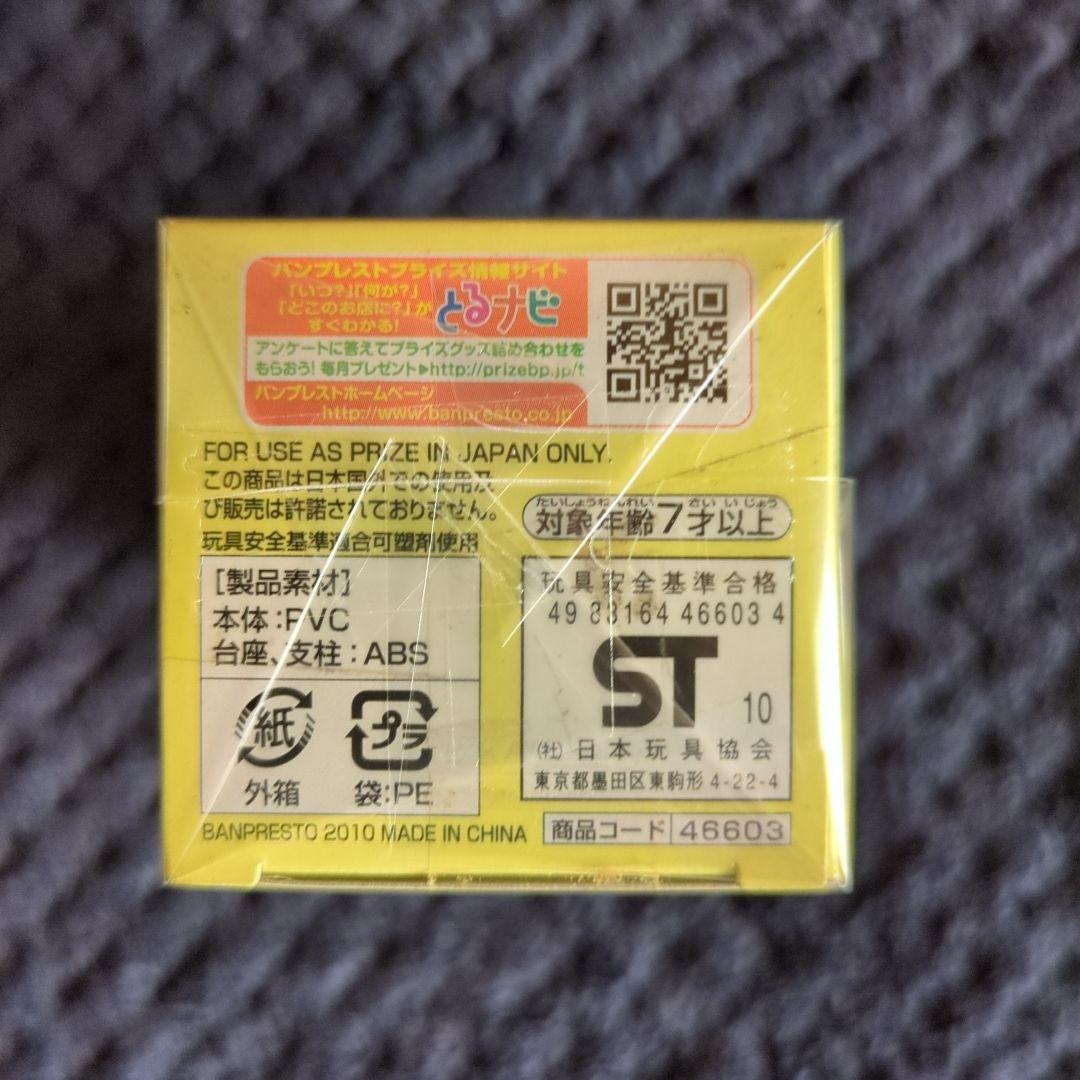 バンプレストプライズ情報サイト
「いつ?」「何が?」
「どこのお店に?」が
すぐわかる!
とるナビ
アンケートに答えてプライズグッズ詰め合わせを
もらおう! 毎月プレゼント▶http://prizebp.jp/t
バンプレストホームページ
http://www.banpresto.co.jp
FOR USE AS PRIZE IN JAPAN ONLY.
この商品は日本国外での使用及
び販売は許諾されておりません。
玩具安全基準適合可塑剤使用
たいしょうねんれい さい いじょう
対象年齢7才以上
[製品素材]
本体:PVC
台座、支柱:ABS
紙
プラ
外箱 袋:PE
玩具安全基準合格
49 83164 46603 4
ST
10
(社)日本玩具協会
東京都墨田区東駒形 4-22-4
BANPRESTO 2010 MADE IN CHINA
商品コード 46603